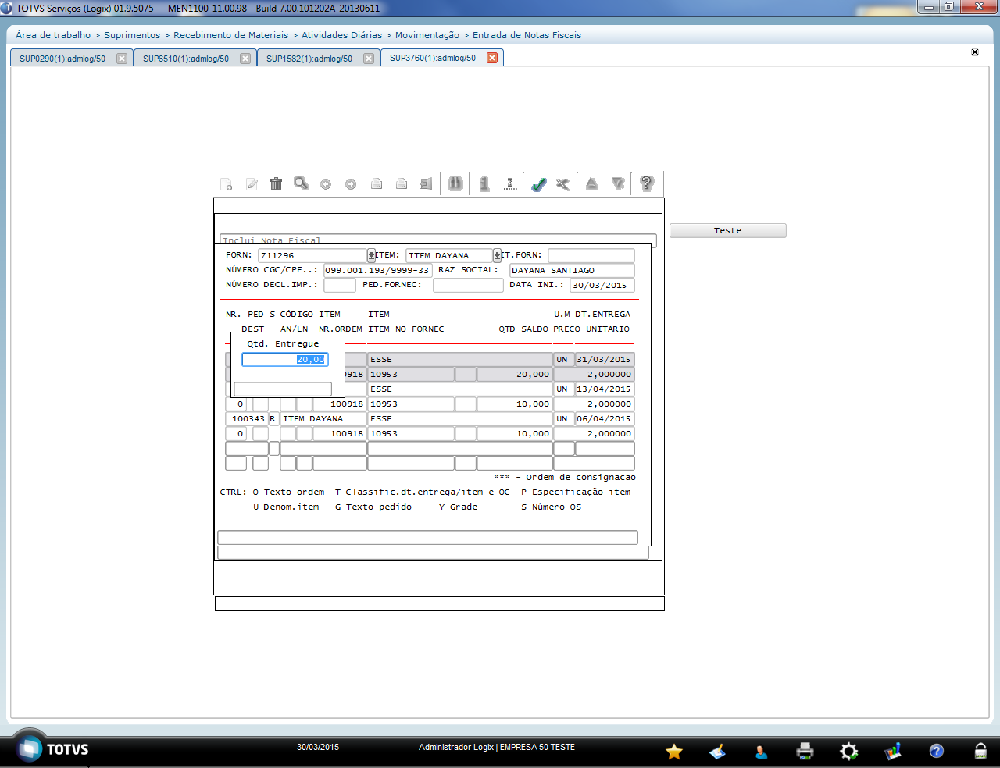 TOTVS Serviços (Logix) 01.9.5075  -  MEN1100-11.00.98 - Build 7.00.101202A-20130611
Área de trabalho > Suprimentos > Recebimento de Materiais > Atividades Diárias > Movimentação > Entrada de Notas Fiscais
SUP0290(1):admlog/50 SUP6510(1):admlog/50 SUP1582(1):admlog/50 SUP3760(1):admlog/50
Inclui Nota Fiscal
Teste
FORN: 711296 ITEM: ITEM DAYANA IT.FORN:
NÚMERO CGC/CPF..: 099.001.193/9999-33 RAZ SOCIAL: DAYANA SANTIAGO
NÚMERO DECL.IMP.: PED.FORNEC: DATA INI.: 30/03/2015
NR. PED S CÓDIGO ITEM ITEM U.M DT.ENTREGA
DEST AN/LN NR.ORDEM ITEM NO FORNEC QTD SALDO PRECO UNITARIO
Qtd. Entregue
20,00
ESSE UN 31/03/2015
0918 10953 20,000 2,000000
ESSE UN 13/04/2015
0 100918 10953 10,000 2,000000
100343 R ITEM DAYANA ESSE UN 06/04/2015
0 100918 10953 10,000 2,000000
*** - Ordem de consignacao
CTRL: O-Texto ordem T-Classific.dt.entrega/item e OC P-Especificação item
U-Denom.item G-Texto pedido Y-Grade S-Número OS
TOTVS 30/03/2015 Administrador Logix | EMPRESA 50 TESTE